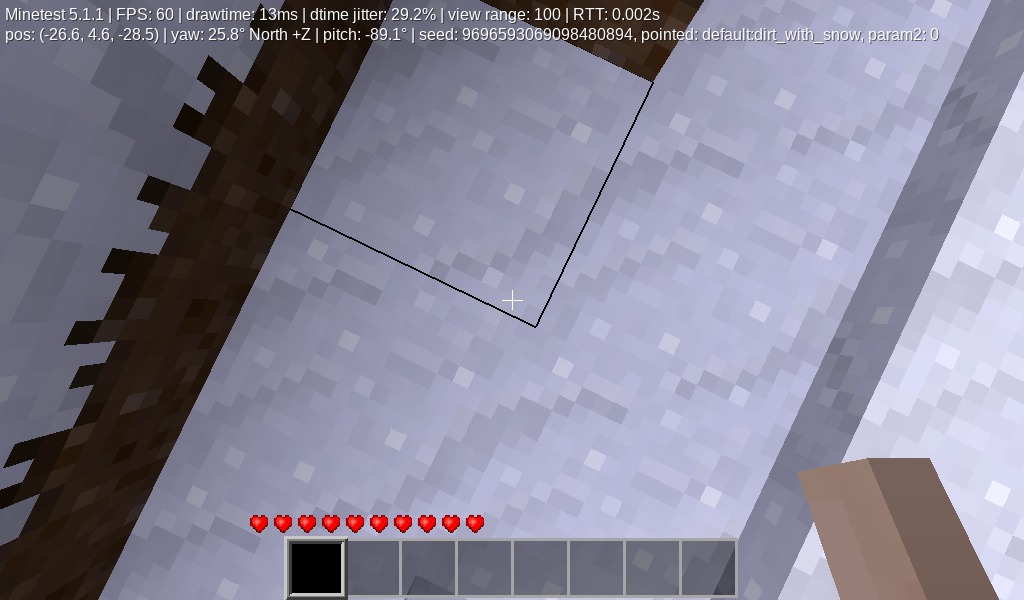 Minetest 5.1.1 | FPS: 60 | drawtime: 13ms | dtime jitter: 29.2% | view range: 100 | RTT: 0.002s
pos: (-26.6, 4.6, -28.5) | yaw: 25.8° North +Z | pitch: -89.1° | seed: 9696593069098480894, pointed: default:dirt_with_snow, param2: 0